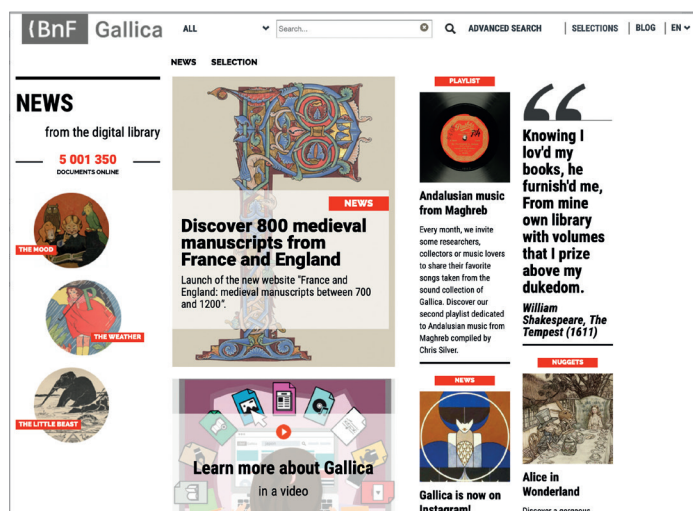 (BnF Gallica
ALL
Search...
ADVANCED SEARCH
SELECTIONS
BLOG
EN
NEWS SELECTION
NEWS
from the digital library
5 001 350
DOCUMENTS ONLINE
THE MOOD
THE WEATHER
THE LITTLE BEAST
NEWS
Discover 800 medieval
manuscripts from
France and England
Launch of the new website "France and
England: medieval manuscripts between 700
and 1200".
Learn more about Gallica
in a video
PLAYLIST
Andalusian music
from Maghreb
Every month, we invite
some researchers,
collectors or music lovers
to share their favorite
songs taken from the
sound collection of
Gallica. Discover our
second playlist dedicated
to Andalusian music from
Maghreb compiled by
Chris Silver.
NEWS
Gallica is now on
Instagram!
Knowing I
lov'd my
books, he
furnish'd me,
From mine
own library
with volumes
that I prize
above my
dukedom.
William
Shakespeare, The
Tempest (1611)
NUGGETS
Alice in
Wonderland
Discover a gorgeous